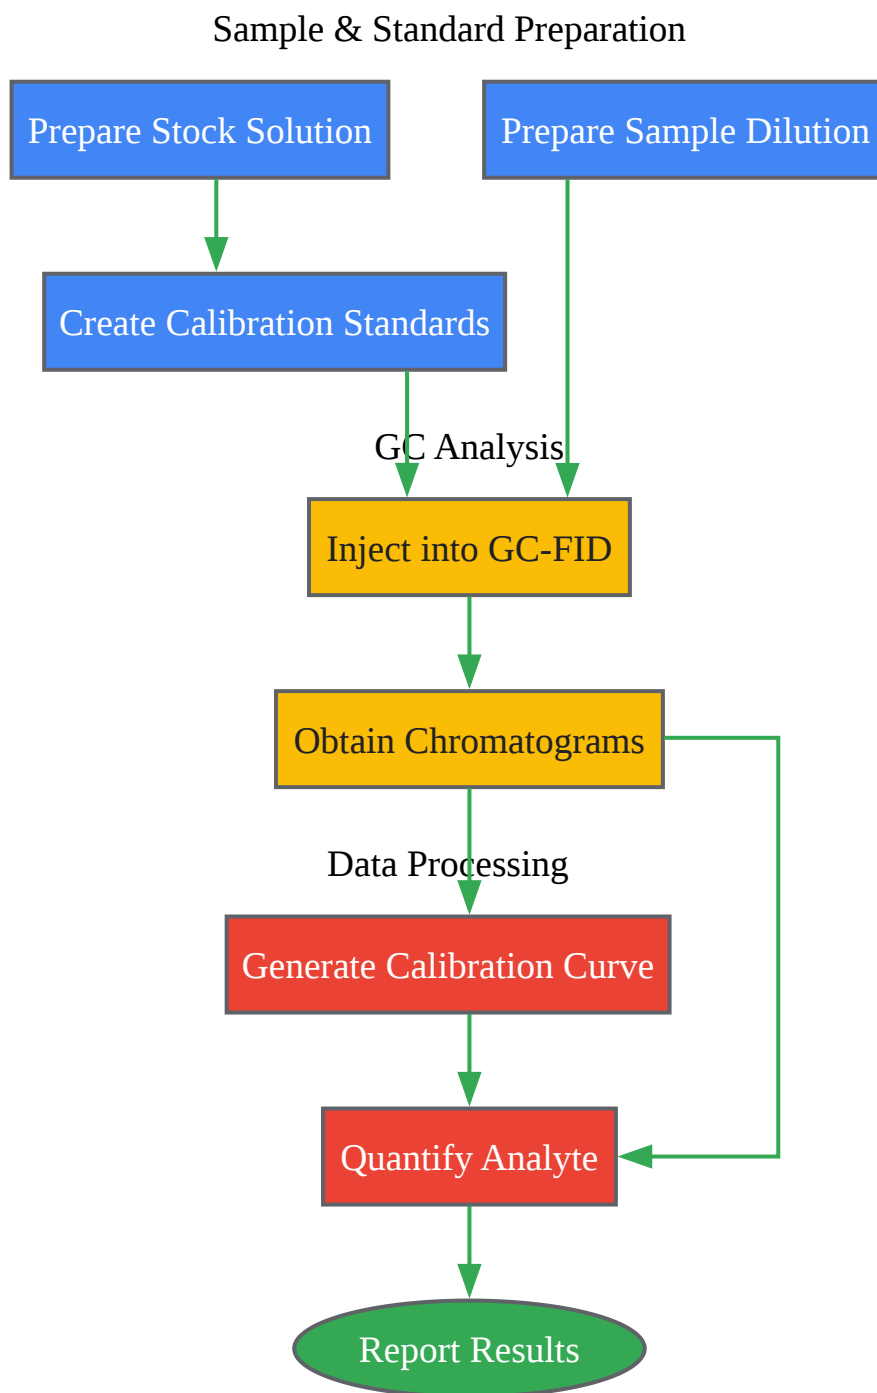 Sample & Standard Preparation
Prepare Stock Solution
Prepare Sample Dilution
Create Calibration Standards
GC Analysis
Inject into GC-FID
Obtain Chromatograms
Data Processing
Generate Calibration Curve
Quantify Analyte
Report Results